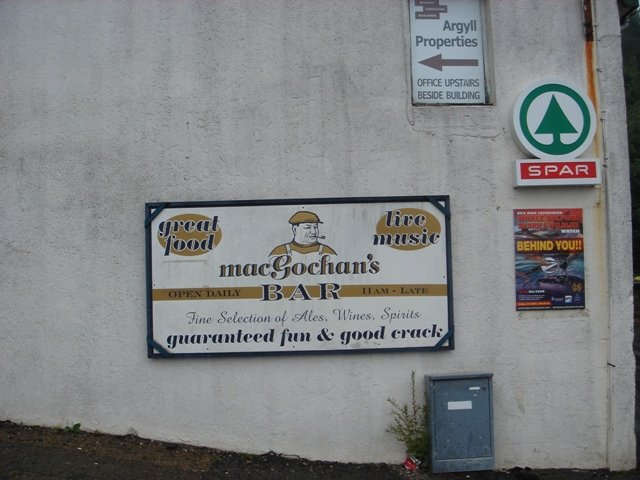 Argyll
Properties
OFFICE UPSTAIRS
BESIDE BUILDING
SPAR
great food
live music
macGochan's
OPEN DAILY BAR 11AM - LATE
Fine Selection of Ales, Wines, Spirits
guaranteed fun & good crack
WATCH
BEHIND YOU!!